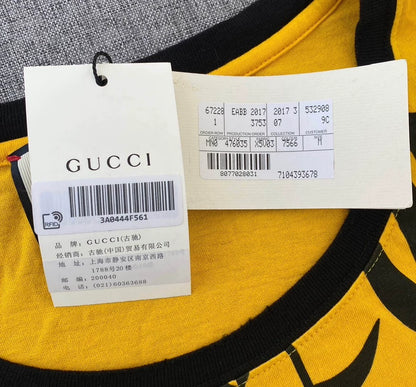 GUCCI
3A0444F561
RFID
品牌: GUCCI(古驰)
经销商: 古驰(中国)贸易有限公司
地址: 上海市静安区南京西路
1788号20楼
邮编: 200040
电话: (021)60363688
67228 EABB 2017 2017 3 532908
1 3753 07 9C
ORDER ROW PRODUCTION ORDER COLLECTION CUSTOMER
MN0 476035 X5U03 7566 "M
8077028031 7104393678